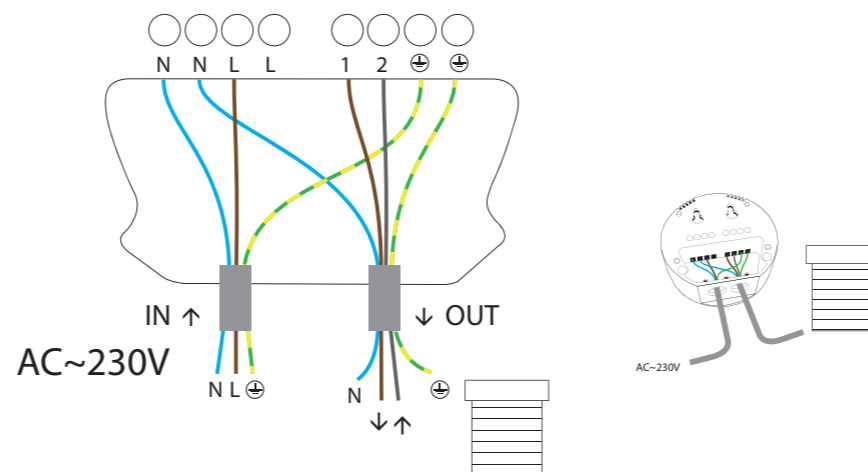 N N L L 1 2 ⏚ ⏚
IN ↑ ↓ OUT
AC~230V
N L ⏚
N ⏚
↓ ↑
AC~230V